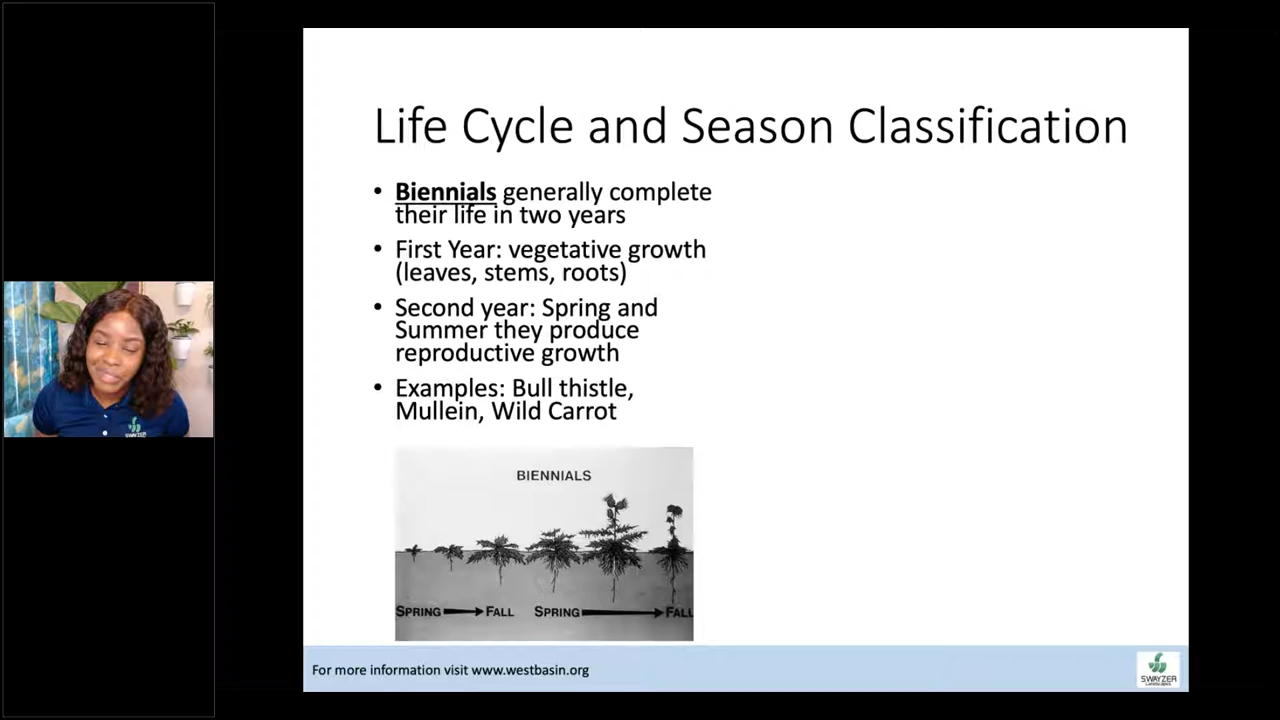 Life Cycle and Season Classification
• Biennials generally complete
their life in two years
• First Year: vegetative growth
(leaves, stems, roots)
• Second year: Spring and
Summer they produce
reproductive growth
• Examples: Bull thistle,
Mullein, Wild Carrot
BIENNIALS
SPRING FALL SPRING FALL
For more information visit www.westbasin.org
SWAYZER
SWAYZER